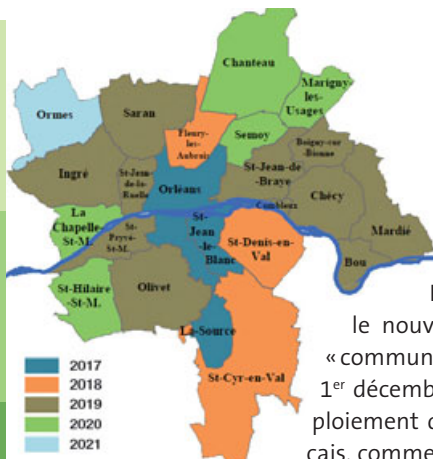 Chanteau
Marigny-
les-
Usages
Ormes
Saran
Fleury-
les-
Aubrais
Semoy
Boigny-sur
-Bionne
Ingré
St-Jean-
de-la-
Ruelle
Orléans
St-Jean-de-
Braye
Chécy
Combleux
Mardié
La
Chapelle-
St-M.
St-
Pryvé-
St-M.
St-
Jean
-le-
Blanc
St-Denis-en-
Val
Bou
St-Hilaire
-St-M.
Olivet
La-Source
St-Cyr-en-Val
2017
2018
2019
2020
2021
le nouv
« commun
1er décemb
ploiement d
cais, comme